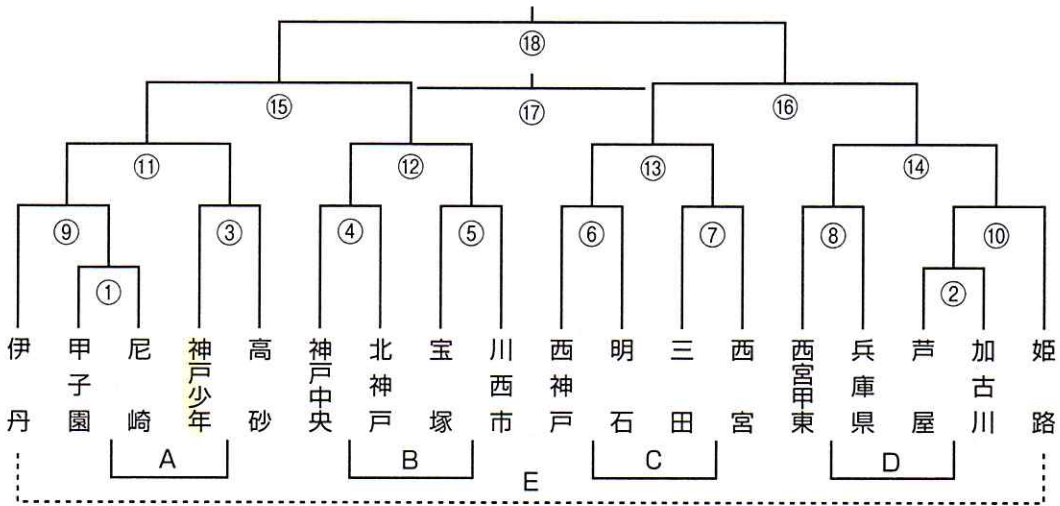 ⑱
⑮
⑰
⑯
⑪
⑫
⑬
⑭
⑨
③
④
⑤
⑥
⑦
⑧
⑩
①
②
伊丹
甲子園
尼崎
神戸少年
高砂
神戸中央
北神戸
宝塚
川西市
西神戸
明石
三田
西宮
西宮甲東
兵庫県
芦屋
加古川
姫路
A
B
C
D
E